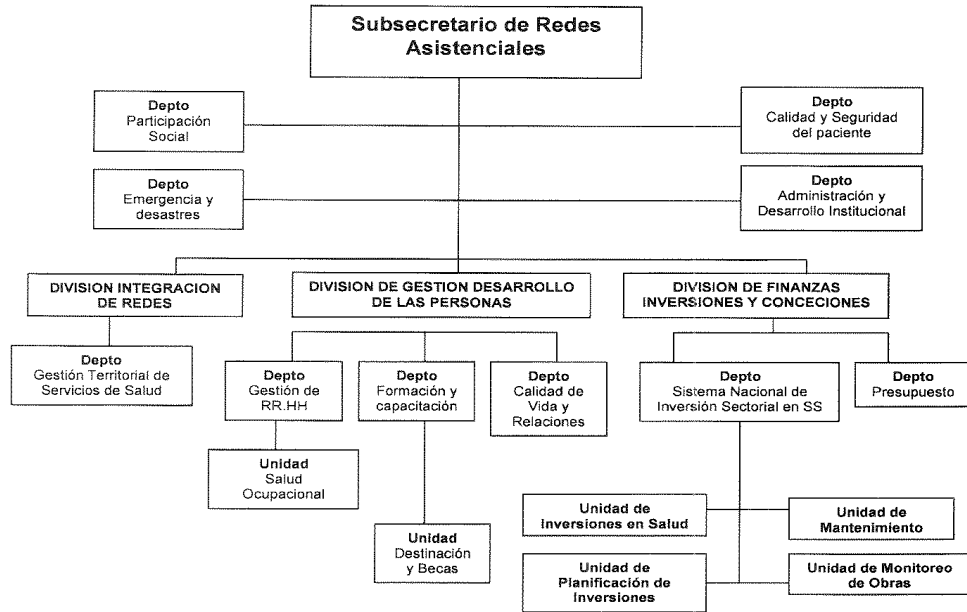 Subsecretario de Redes
Asistenciales
Depto
Participación
Social
Depto
Calidad y Seguridad
del paciente
Depto
Emergencia y
desastres
Depto
Administración y
Desarrollo Institucional
DIVISION INTEGRACION
DE REDES
DIVISION DE GESTION DESARROLLO
DE LAS PERSONAS
DIVISION DE FINANZAS
INVERSIONES Y CONCECIONES
Depto
Gestión Territorial de
Servicios de Salud
Depto
Gestión de
RR.HH
Depto
Formación y
capacitación
Depto
Calidad de
Vida y
Relaciones
Depto
Sistema Nacional de
Inversión Sectorial en SS
Depto
Presupuesto
Unidad
Salud
Ocupacional
Unidad
Destinación
y Becas
Unidad de
Inversiones en Salud
Unidad de
Mantenimiento
Unidad de
Planificación de
Inversiones
Unidad de Monitoreo
de Obras